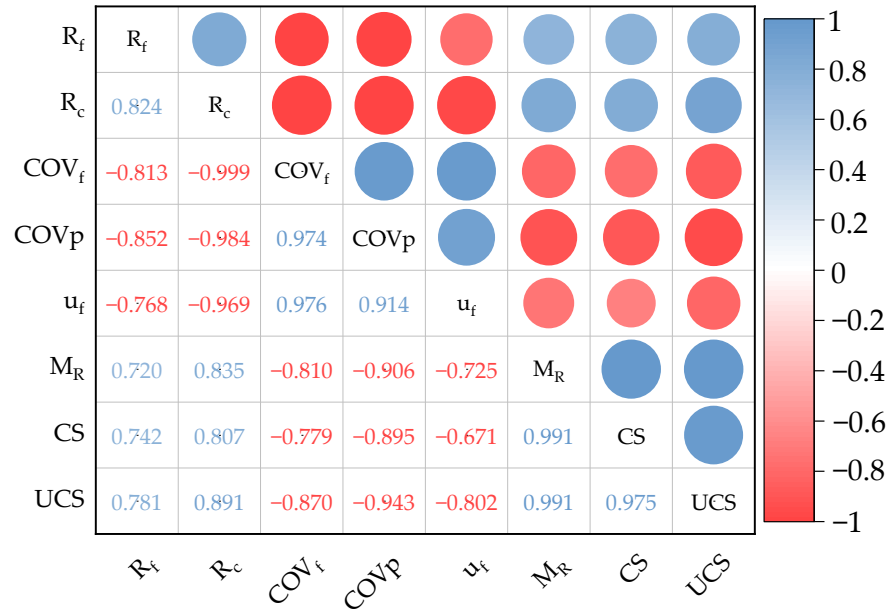 R_f R_f 1
R_c 0.824 R_c 0.8
COV_f −0.813 −0.999 COV_f 0.6
0.4
COVp −0.852 −0.984 0.974 COVp 0.2
0
u_f −0.768 −0.969 0.976 0.914 u_f −0.2
M_R 0.720 0.835 −0.810 −0.906 −0.725 M_R −0.4
−0.6
CS 0.742 0.807 −0.779 −0.895 −0.671 0.991 CS
−0.8
UCS 0.781 0.891 −0.870 −0.943 −0.802 0.991 0.975 UCS
−1
R_f R_c COV_f COVp u_f M_R CS UCS